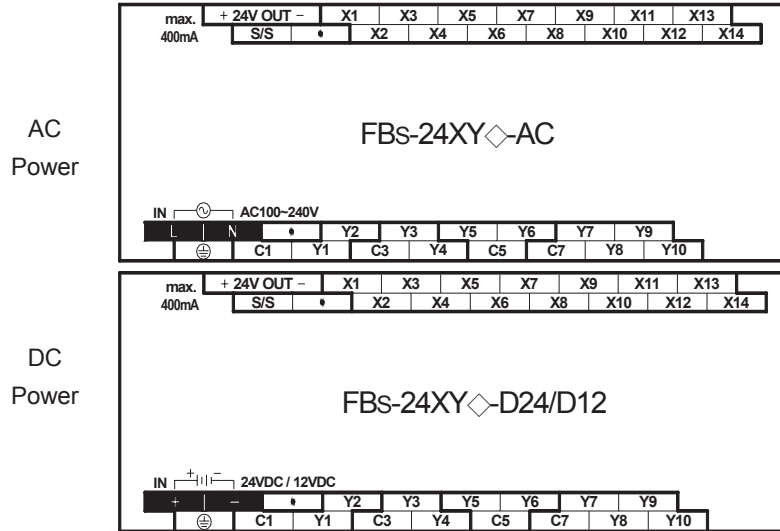 max. + 24V OUT – X1 X3 X5 X7 X9 X11 X13
400mA S/S • X2 X4 X6 X8 X10 X12 X14
AC
Power
FBs-24XY◇-AC
IN AC100~240V
L N • Y2 Y3 Y5 Y6 Y7 Y9
C1 Y1 C3 Y4 C5 C7 Y8 Y10
max. + 24V OUT – X1 X3 X5 X7 X9 X11 X13
400mA S/S • X2 X4 X6 X8 X10 X12 X14
DC
Power
FBs-24XY◇-D24/D12
IN + – 24VDC / 12VDC
+ – • Y2 Y3 Y5 Y6 Y7 Y9
C1 Y1 C3 Y4 C5 C7 Y8 Y10